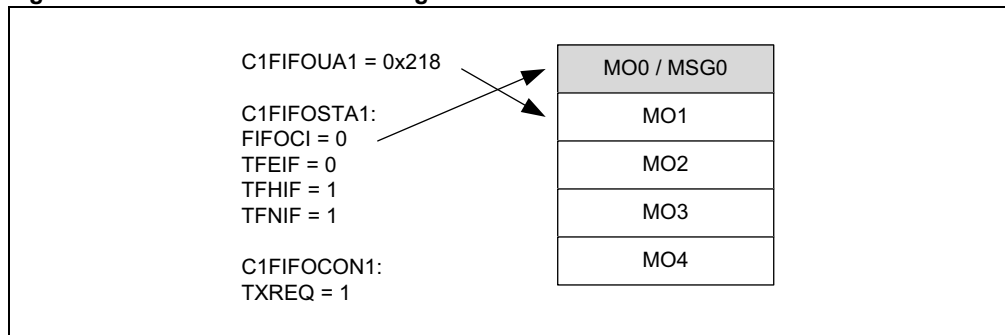 C1FIFOUA1 = 0x218
C1FIFOSTA1:
FIFOCI = 0
TFEIF = 0
TFHIF = 1
TFNIF = 1
C1FIFOCON1:
TXREQ = 1
MO0 / MSG0
MO1
MO2
MO3
MO4